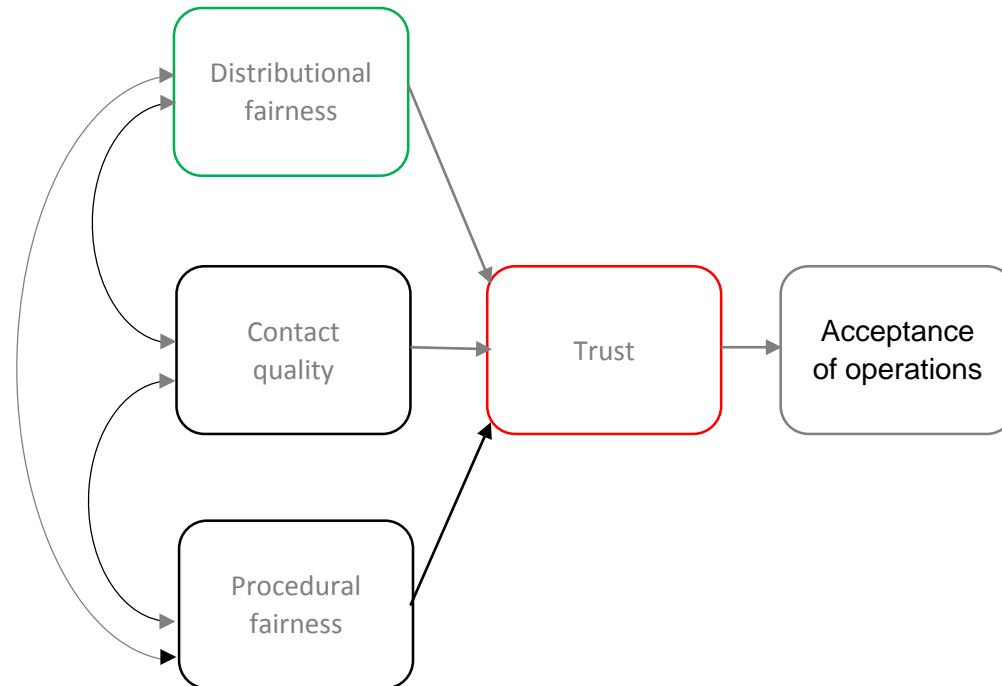 Distributional
fairness
Contact
quality
Trust
Acceptance
of operations
Procedural
fairness